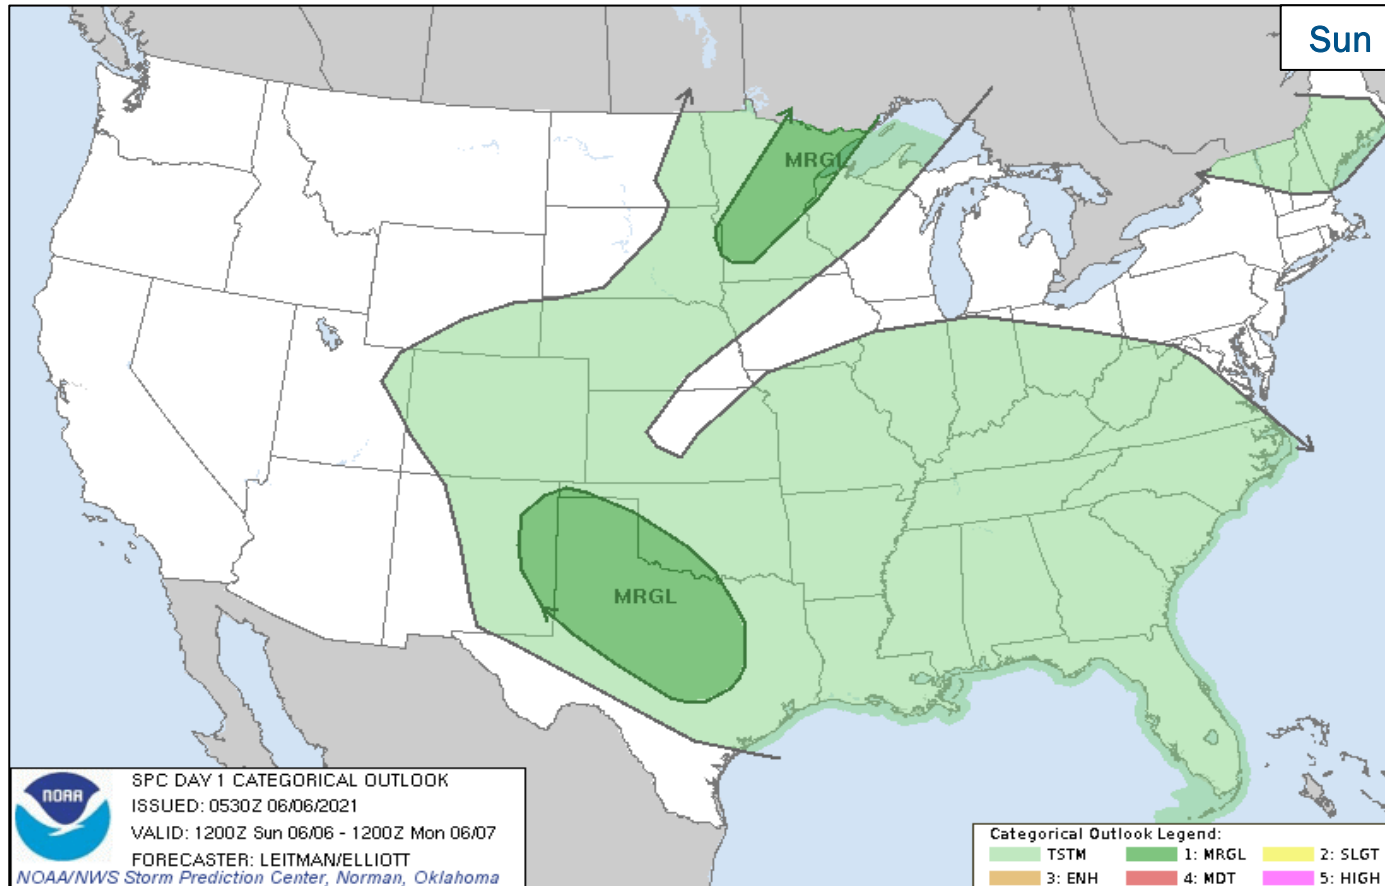 Sun
MRGL
MRGL
NOAA
SPC DAY 1 CATEGORICAL OUTLOOK
ISSUED: 0530Z 06/06/2021
VALID: 1200Z Sun 06/06 - 1200Z Mon 06/07
FORECASTER: LEITMAN/ELLIOTT
NOAA/NWS Storm Prediction Center, Norman, Oklahoma
Categorical Outlook Legend:
TSTM 1: MRGL 2: SLGT
3: ENH 4: MDT 5: HIGH